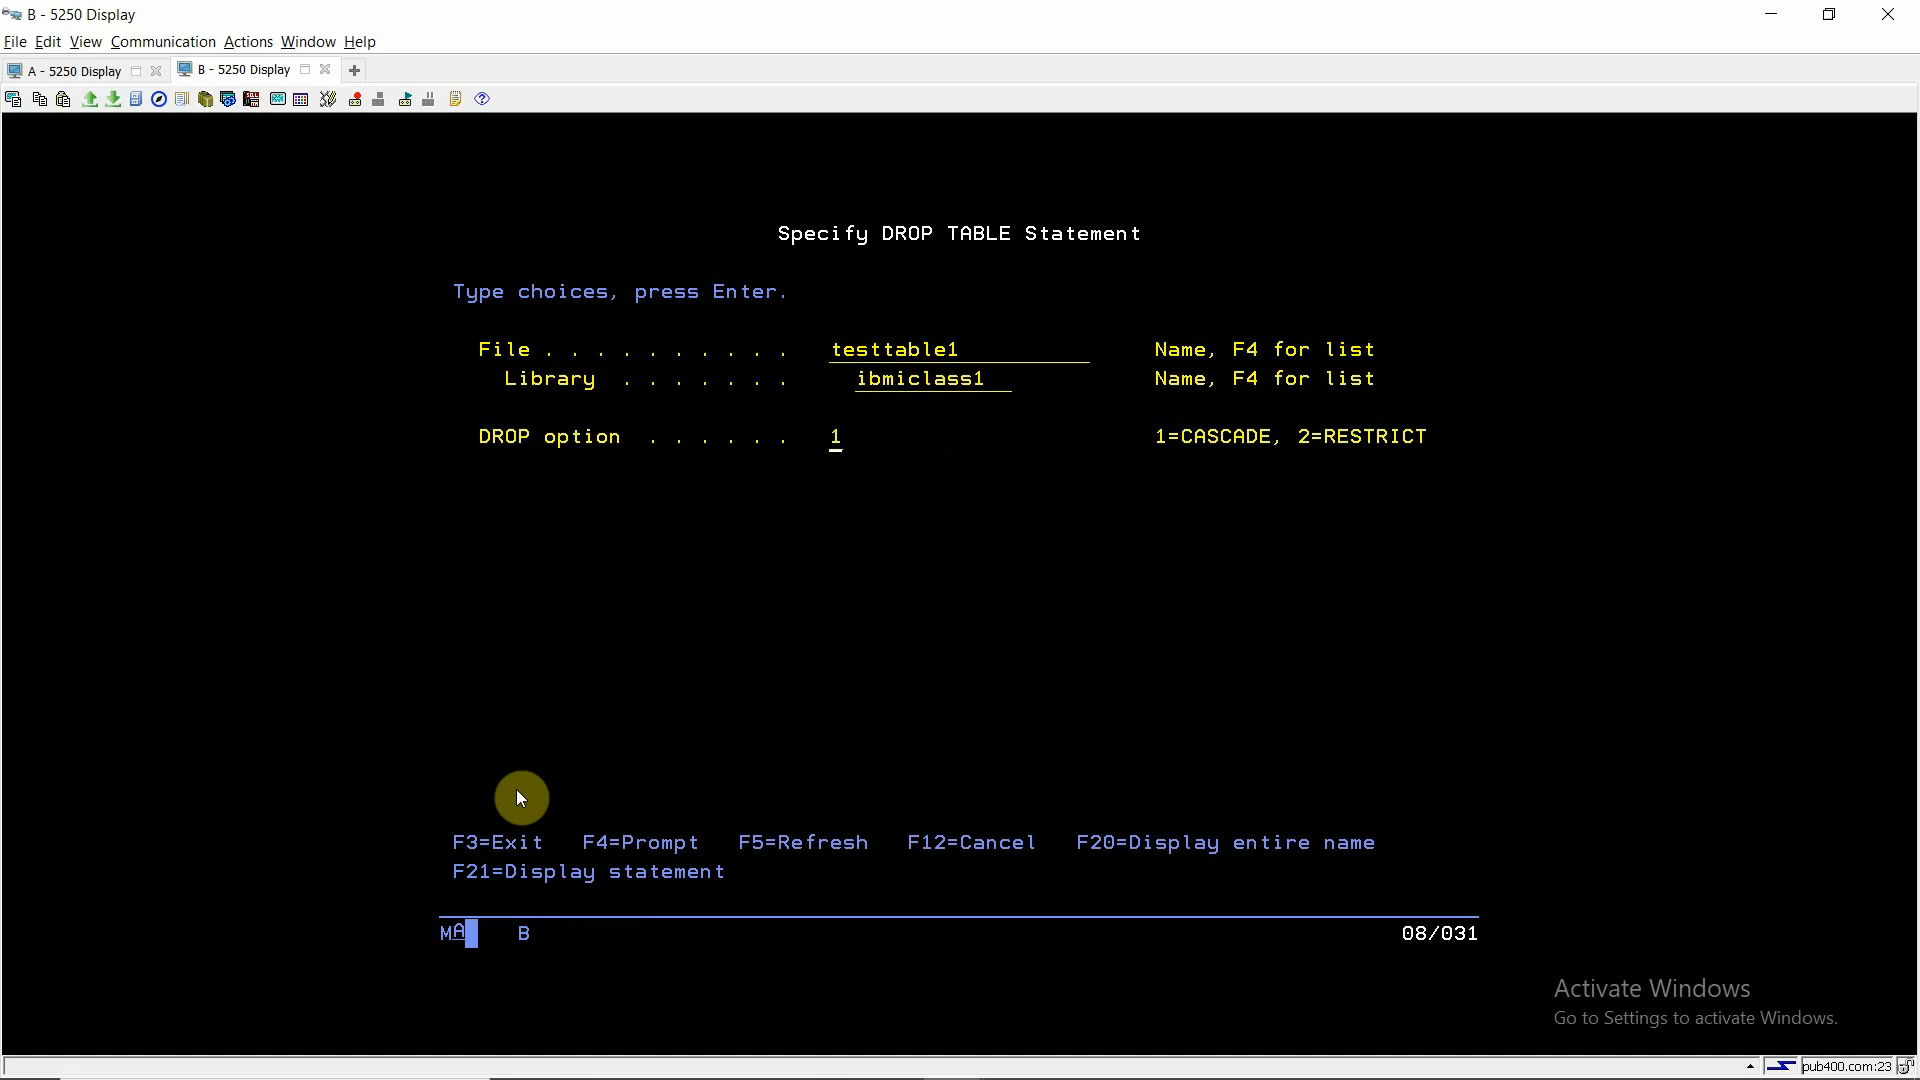 B - 5250 Display
File Edit View Communication Actions Window Help
A - 5250 Display B - 5250 Display
Specify DROP TABLE Statement
Type choices, press Enter.
File . . . . . . . . . . testtable1 Name, F4 for list
Library . . . . . . . ibmiclass1 Name, F4 for list
DROP option . . . . . . 1 1=CASCADE, 2=RESTRICT
F3=Exit F4=Prompt F5=Refresh F12=Cancel F20=Display entire name
F21=Display statement
MA B 08/031
Activate Windows
Go to Settings to activate Windows.
pub400.com:23